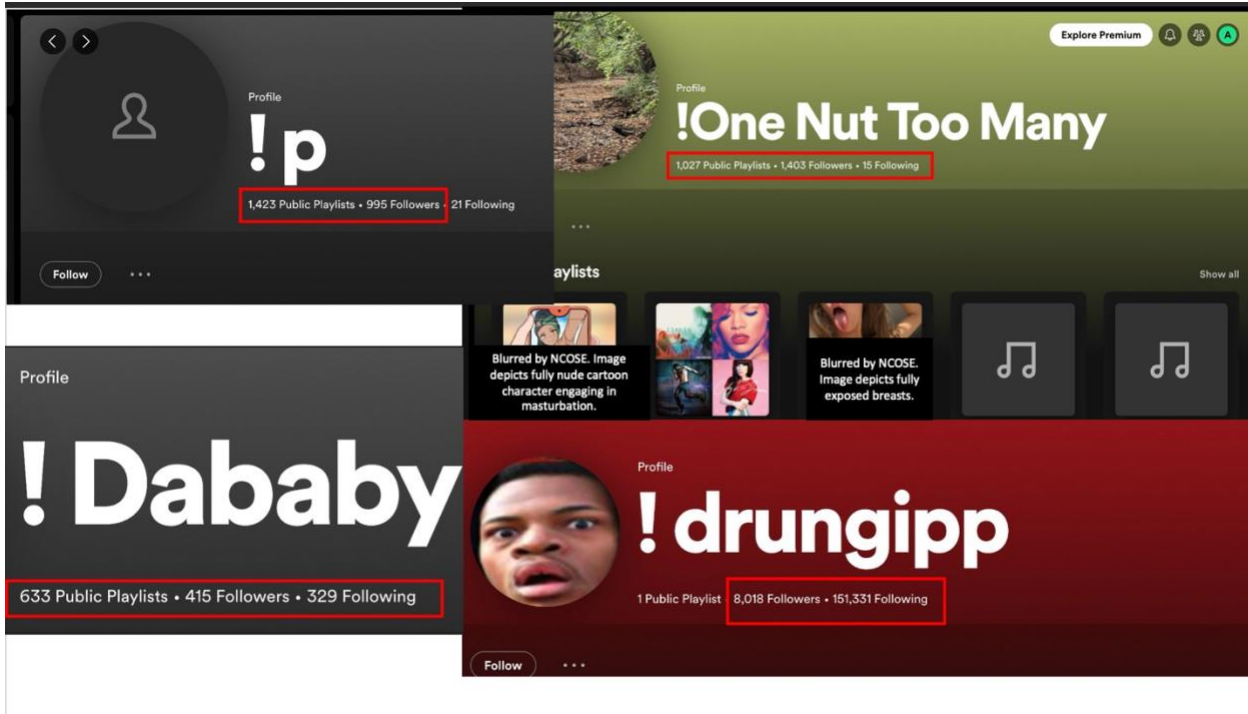 Profile
! p
1,423 Public Playlists • 995 Followers • 21 Following
Follow
Explore Premium
A
Profile
!One Nut Too Many
1,027 Public Playlists • 1,403 Followers • 15 Following
aylists
Show all
Blurred by NCOSE. Image
depicts fully nude cartoon
character engaging in
masturbation.
Blurred by NCOSE.
Image depicts fully
exposed breasts.
Profile
! Dababy
633 Public Playlists • 415 Followers • 329 Following
Profile
! drungipp
1 Public Playlist 8,018 Followers • 151,331 Following
Follow